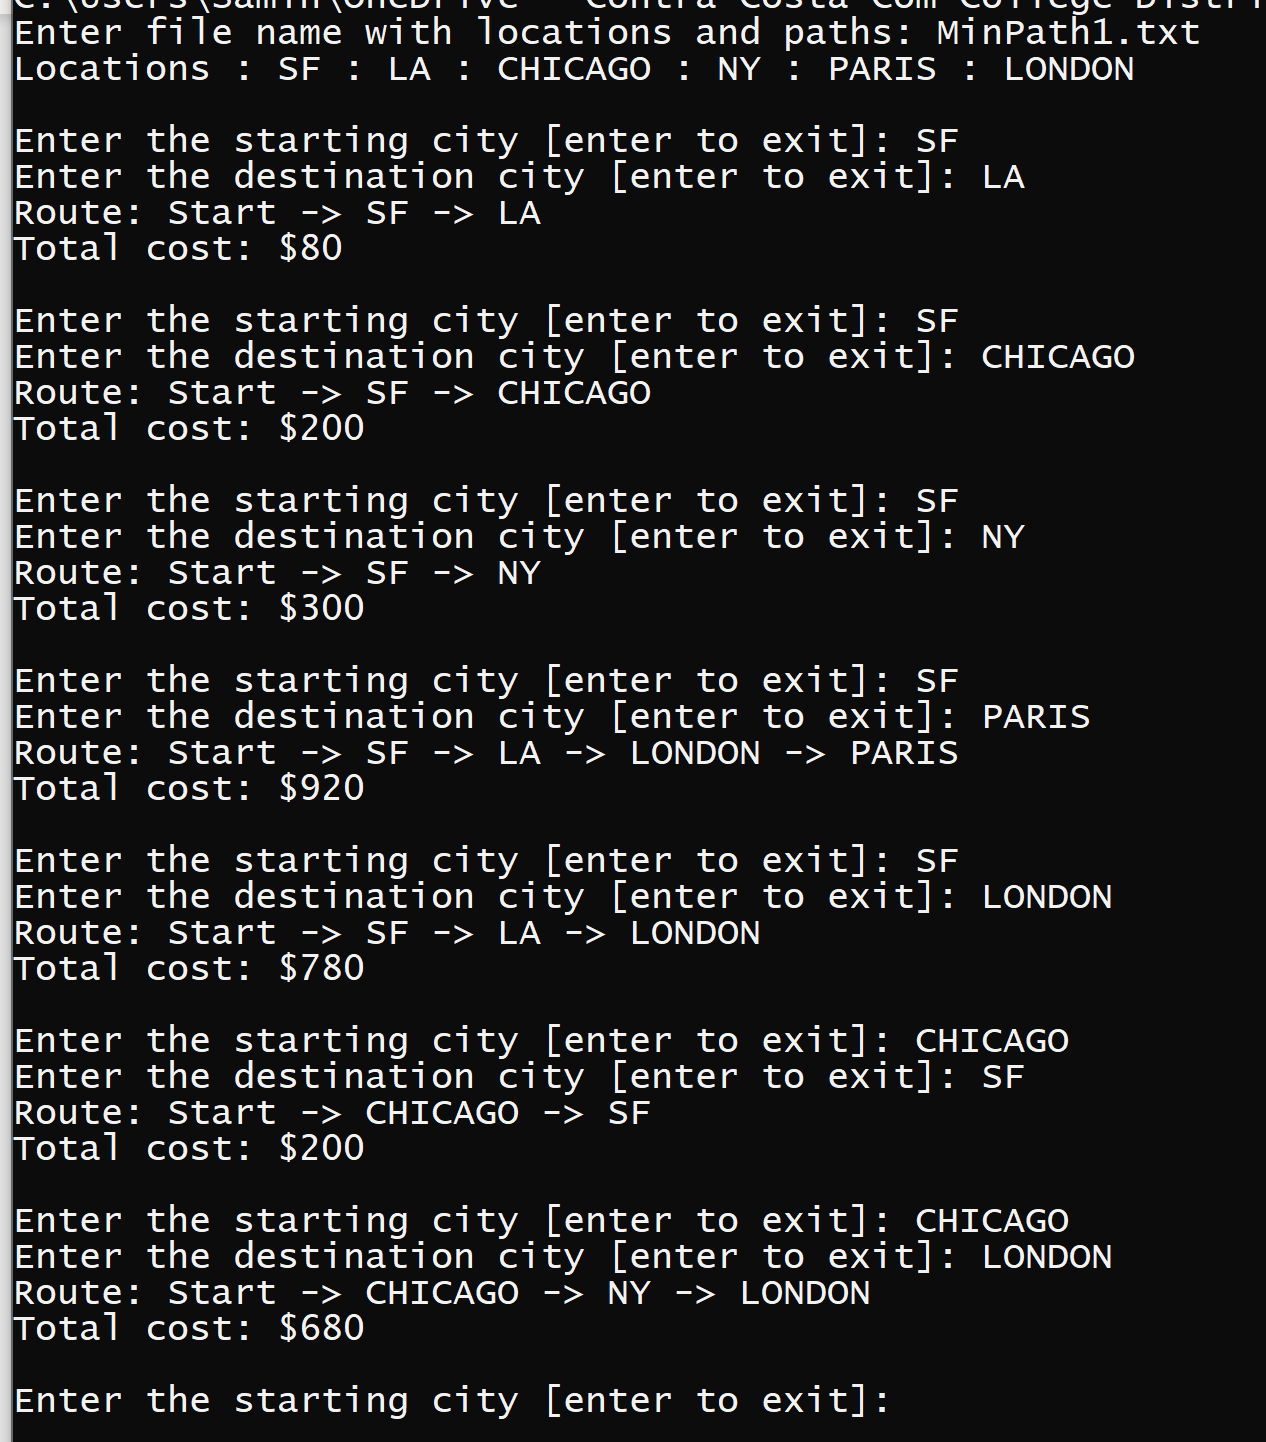 C:\Users\Samin\OneDrive - Contra Costa Com College Distri
Enter file name with locations and paths: MinPath1.txt
Locations : SF : LA : CHICAGO : NY : PARIS : LONDON
Enter the starting city [enter to exit]: SF
Enter the destination city [enter to exit]: LA
Route: Start -> SF -> LA
Total cost: $80
Enter the starting city [enter to exit]: SF
Enter the destination city [enter to exit]: CHICAGO
Route: Start -> SF -> CHICAGO
Total cost: $200
Enter the starting city [enter to exit]: SF
Enter the destination city [enter to exit]: NY
Route: Start -> SF -> NY
Total cost: $300
Enter the starting city [enter to exit]: SF
Enter the destination city [enter to exit]: PARIS
Route: Start -> SF -> LA -> LONDON -> PARIS
Total cost: $920
Enter the starting city [enter to exit]: SF
Enter the destination city [enter to exit]: LONDON
Route: Start -> SF -> LA -> LONDON
Total cost: $780
Enter the starting city [enter to exit]: CHICAGO
Enter the destination city [enter to exit]: SF
Route: Start -> CHICAGO -> SF
Total cost: $200
Enter the starting city [enter to exit]: CHICAGO
Enter the destination city [enter to exit]: LONDON
Route: Start -> CHICAGO -> NY -> LONDON
Total cost: $680
Enter the starting city [enter to exit]: